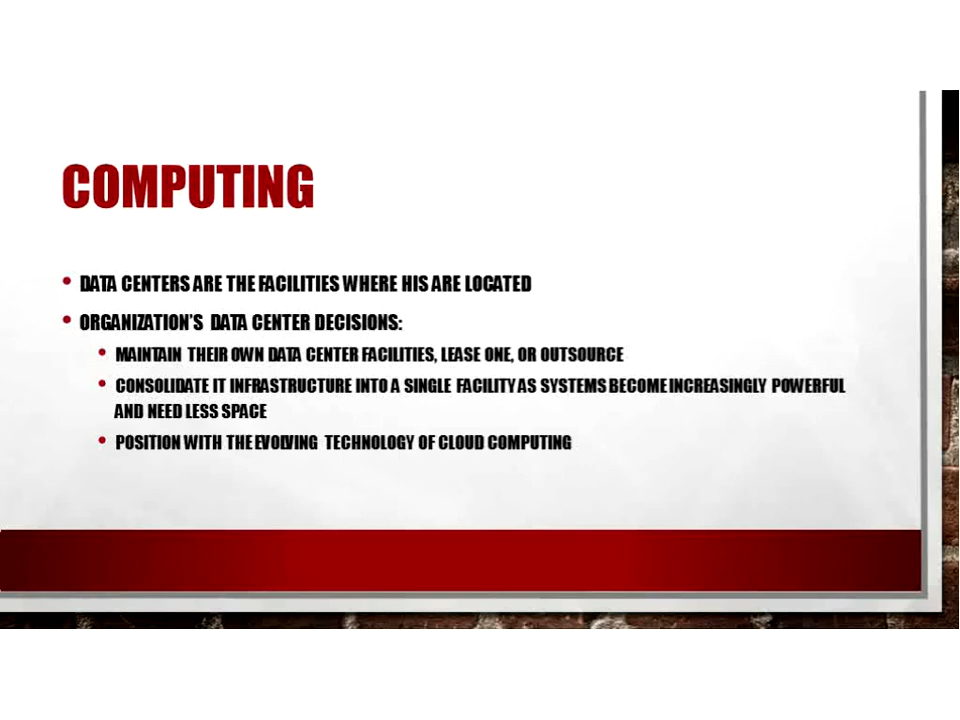 COMPUTING
• DATA CENTERS ARE THE FACILITIES WHERE HIS ARE LOCATED
• ORGANIZATION'S DATA CENTER DECISIONS:
• MAINTAIN THEIR OWN DATA CENTER FACILITIES, LEASE ONE, OR OUTSOURCE
• CONSOLIDATE IT INFRASTRUCTURE INTO A SINGLE FACILITY AS SYSTEMS BECOME INCREASINGLY POWERFUL
AND NEED LESS SPACE
• POSITION WITH THE EVOLVING TECHNOLOGY OF CLOUD COMPUTING